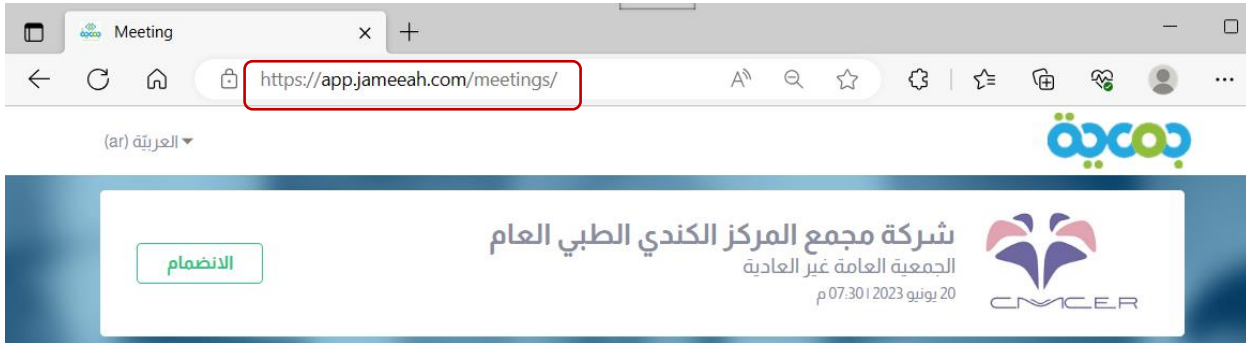 Meeting
https://app.jameeah.com/meetings/
العربيّة (ar)
جمعية
شركة مجمع المركز الكندي الطبي العام
الجمعية العامة غير العادية
20 يونيو 2023 | 07:30 م
الانضمام
CMCER